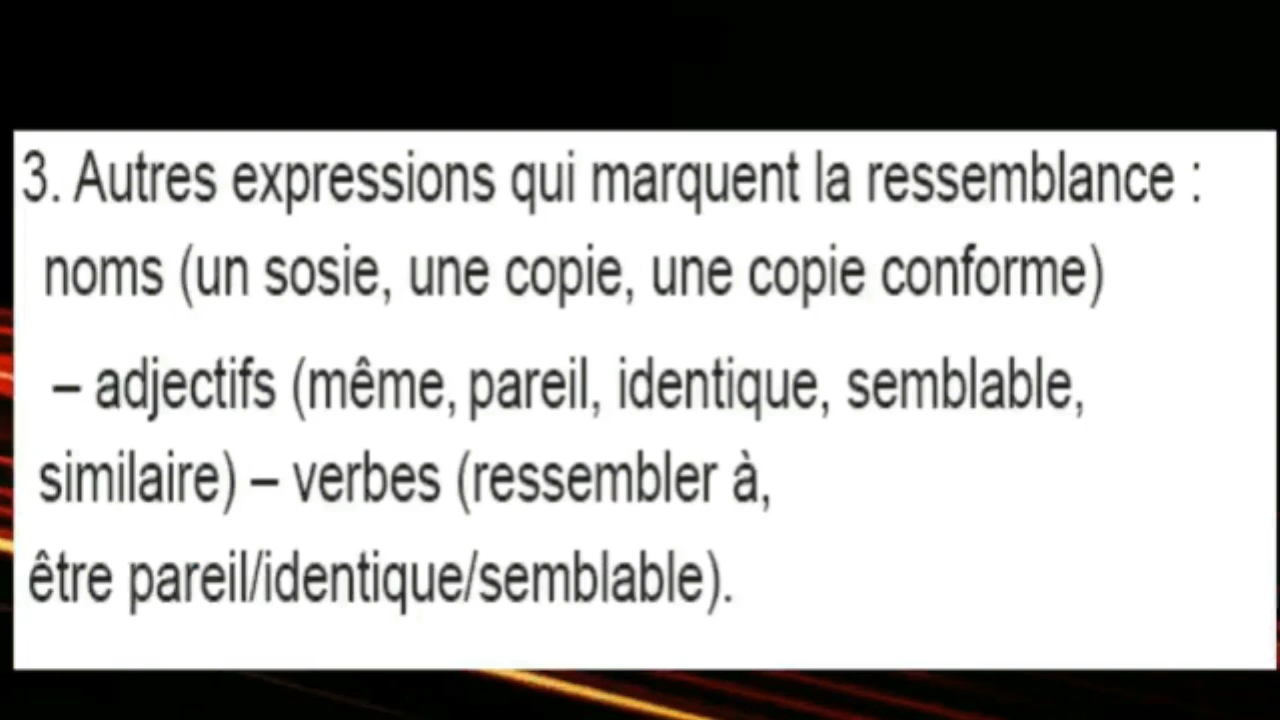 3. Autres expressions qui marquent la ressemblance :
noms (un sosie, une copie, une copie conforme)
– adjectifs (même, pareil, identique, semblable,
similaire) – verbes (ressembler à,
être pareil/identique/semblable).